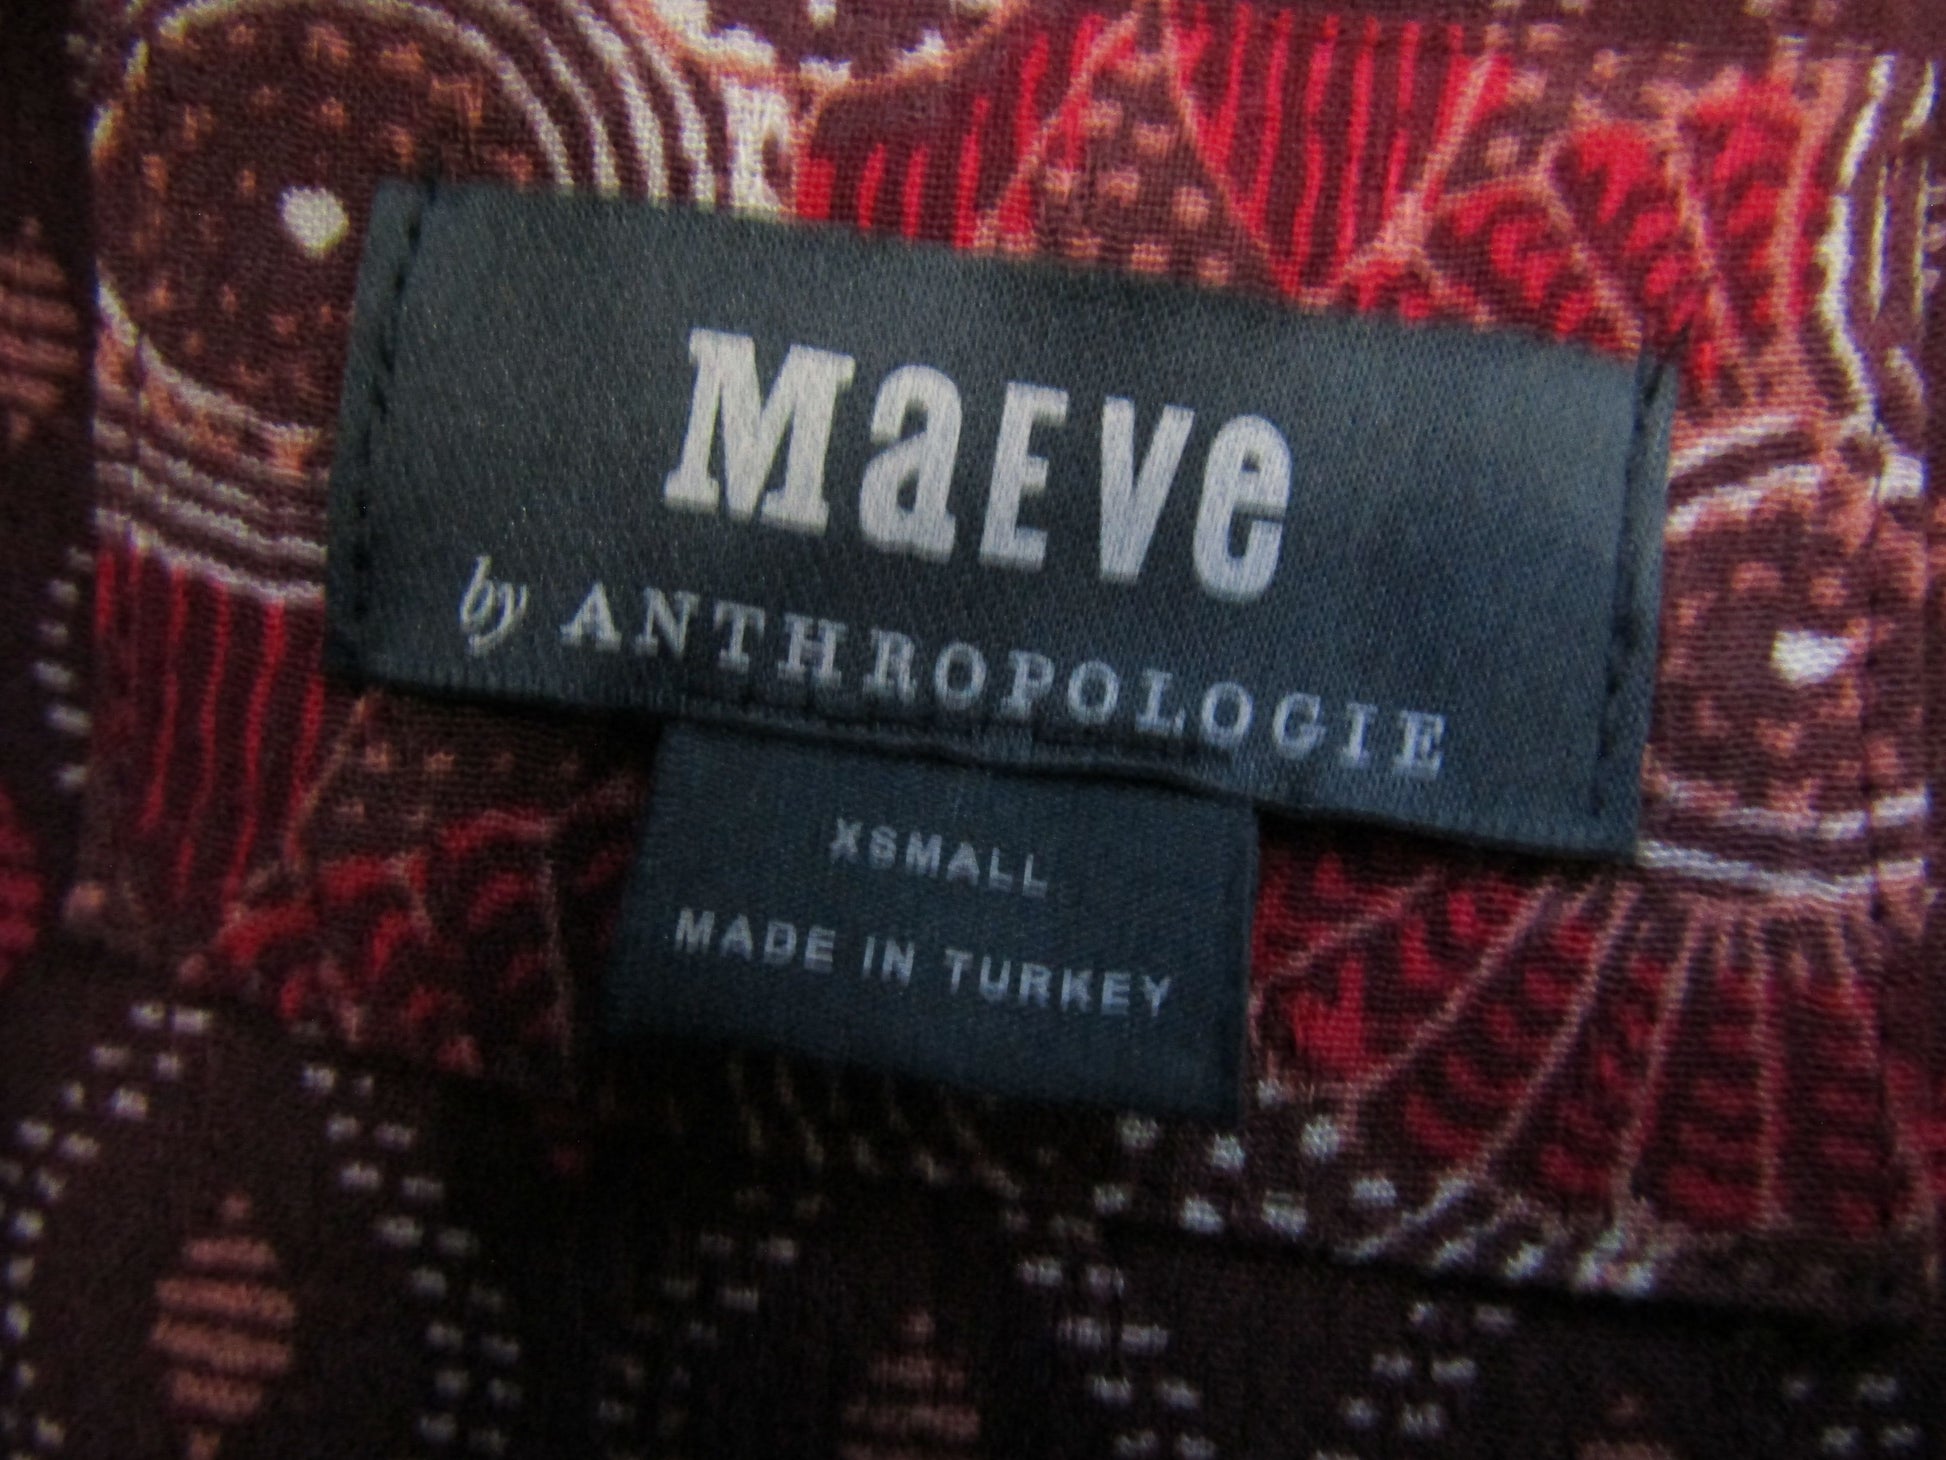 MaEve
by ANTHROPOLOGIE
XSMALL
MADE IN TURKEY